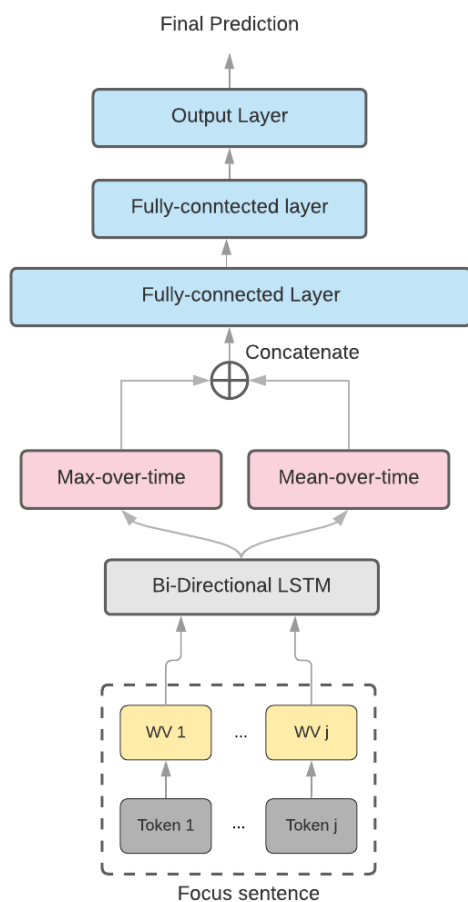 Final Prediction
Output Layer
Fully-conntected layer
Fully-connected Layer
Concatenate
Max-over-time
Mean-over-time
Bi-Directional LSTM
WV 1 ... WV j
Token 1 ... Token j
Focus sentence